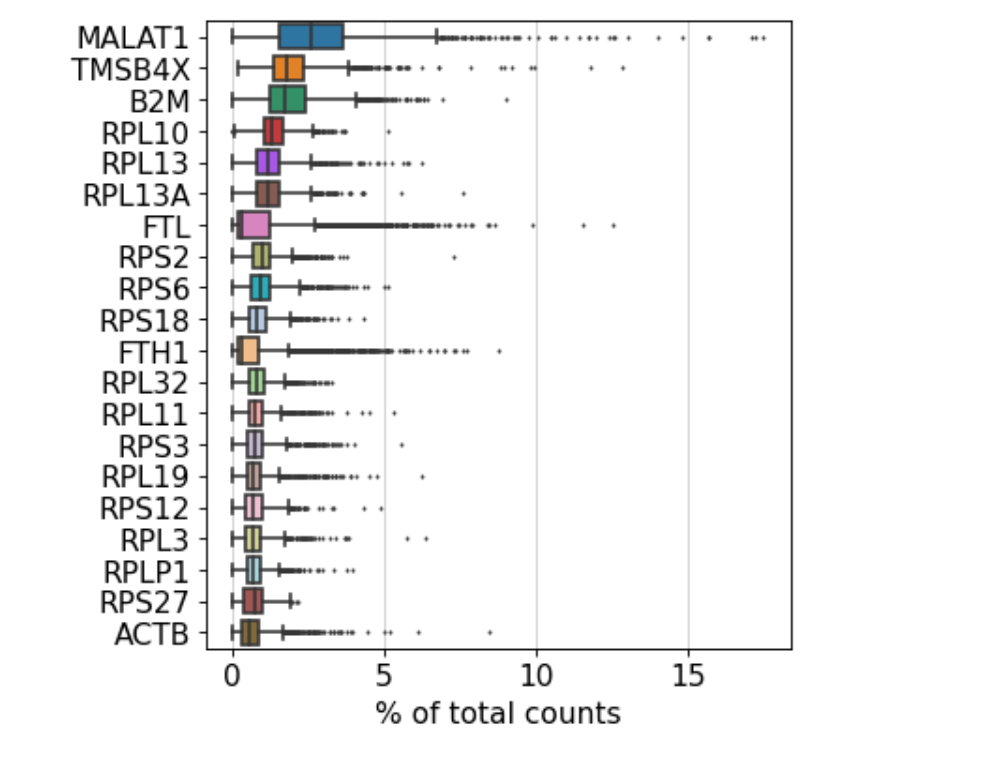 MALAT1
TMSB4X
B2M
RPL10
RPL13
RPL13A
FTL
RPS2
RPS6
RPS18
FTH1
RPL32
RPL11
RPS3
RPL19
RPS12
RPL3
RPLP1
RPS27
ACTB
0 5 10 15
% of total counts